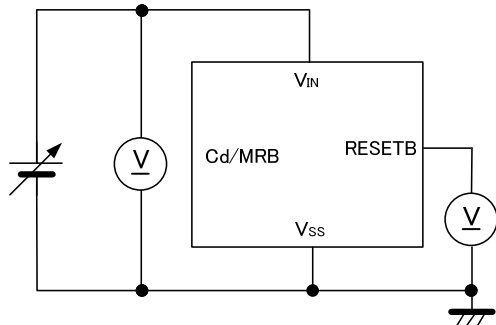 VIN
V
Cd/MRB
RESETB
V
VSS